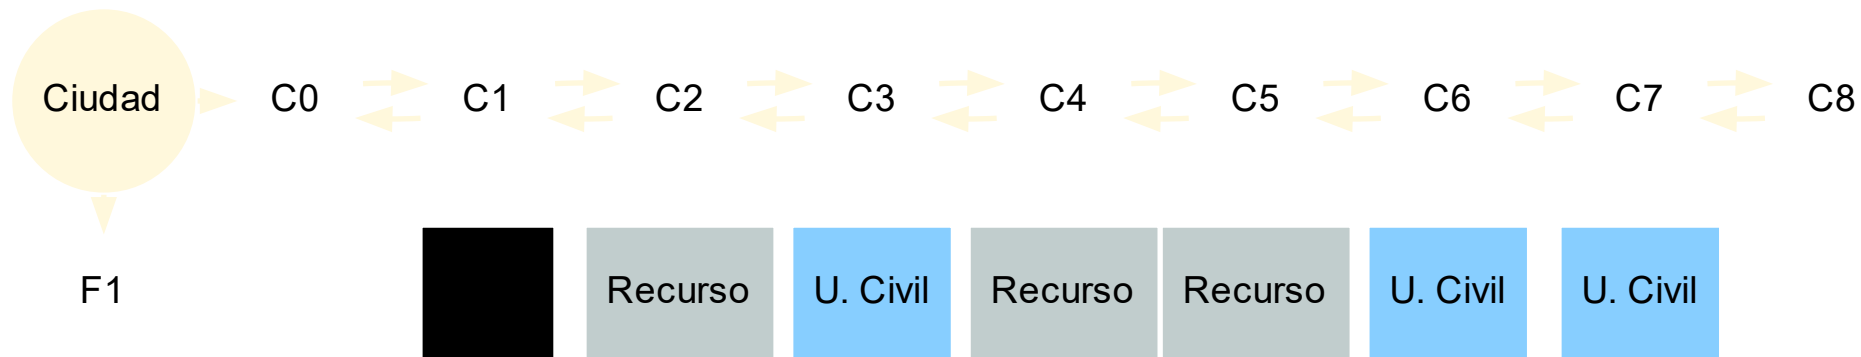 Ciudad C0 C1 C2 C3 C4 C5 C6 C7 C8
F1 Recurso U. Civil Recurso Recurso U. Civil U. Civil